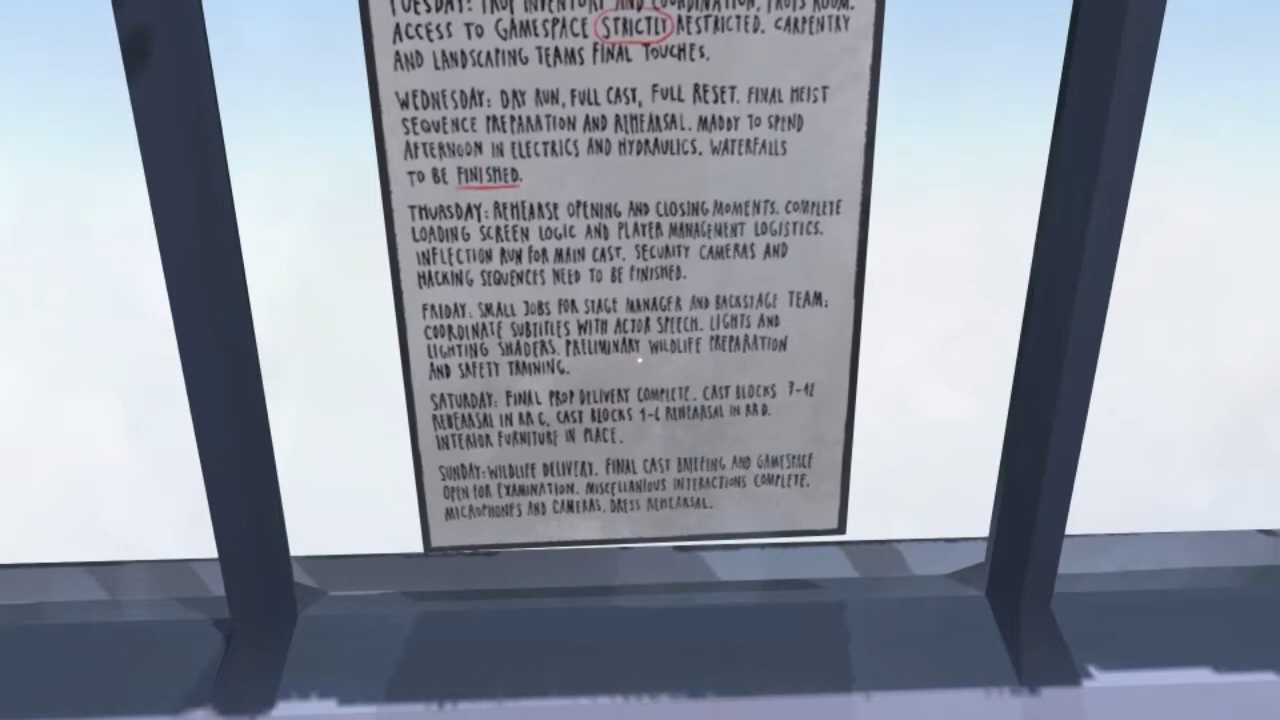 TUESDAY: PROP INVENTORY AND COORDINATION, PROPS ROOM.
ACCESS TO GAMESPACE STRICTLY RESTRICTED. CARPENTRY
AND LANDSCAPING TEAMS FINAL TOUCHES.
WEDNESDAY: DRY RUN, FULL CAST, FULL RESET. FINAL HEIST
SEQUENCE PREPARATION AND REHEARSAL. MADDY TO SPEND
AFTERNOON IN ELECTRICS AND HYDRAULICS. WATERFALLS
TO BE FINISHED.
THURSDAY: REHEARSE OPENING AND CLOSING MOMENTS. COMPLETE
LOADING SCREEN LOGIC AND PLAYER MANAGEMENT LOGISTICS.
INFLECTION RUN FOR MAIN CAST. SECURITY CAMERAS AND
HACKING SEQUENCES NEED TO BE FINISHED.
FRIDAY: SMALL JOBS FOR STAGE MANAGER AND BACKSTAGE TEAM:
COORDINATE SUBTITLES WITH ACTOR SPEECH. LIGHTS AND
LIGHTING SHADERS. PRELIMINARY WILDLIFE PREPARATION
AND SAFETY TRAINING.
SATURDAY: FINAL PROP DELIVERY COMPLETE. CAST BLOCKS 7-12
REHEARSAL IN RR C, CAST BLOCKS 1-6 REHEARSAL IN RR D.
INTERIOR FURNITURE IN PLACE.
SUNDAY: WILDLIFE DELIVERY. FINAL CAST BRIEFING AND GAMESPACE
OPEN FOR EXAMINATION. MISCELLANIOUS INTERACTIONS COMPLETE.
MICROPHONES AND CAMERAS. DRESS REHEARSAL.